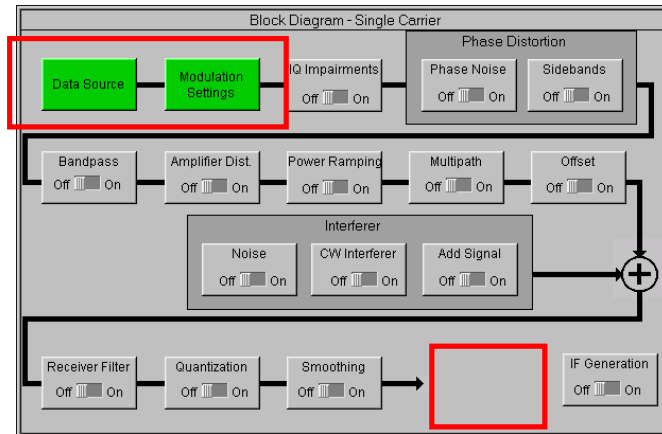 Block Diagram - Single Carrier
Phase Distortion
Data Source
Modulation
Settings
IQ Impairments
Off On
Phase Noise
Off On
Sidebands
Off On
Bandpass
Off On
Amplifier Dist.
Off On
Power Ramping
Off On
Multipath
Off On
Offset
Off On
Interferer
Noise
Off On
CW Interferer
Off On
Add Signal
Off On
Receiver Filter
Off On
Quantization
Off On
Smoothing
Off On
IF Generation
Off On